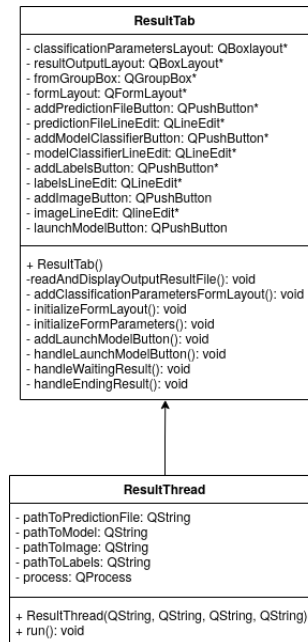 ResultTab
- classificationParametersLayout: QBoxlayout*
- resultOutputLayout: QBoxLayout*
- fromGroupBox: QGroupBox*
- formLayout: QFormLayout*
- addPredictionFileButton: QPushButton*
- predictionFileLineEdit: QLineEdit*
- addModelClassifierButton: QPushButton*
- modelClassifierLineEdit: QLineEdit*
- addLabelsButton: QPushButton*
- labelsLineEdit: QLineEdit*
- addImageButton: QPushButton
- imageLineEdit: QlineEdit*
- launchModelButton: QPushButton
+ ResultTab()
-readAndDisplayOutputResultFile(): void
- addClassificationParametersFormLayout(): void
- initializeFormLayout(): void
- initializeFormParameters(): void
- addLaunchModelButton(): void
- handleLaunchModelButton(): void
- handleWaitingResult(): void
- handleEndingResult(): void
ResultThread
- pathToPredictionFile: QString
- pathToModel: QString
- pathToImage: QString
- pathToLabels: QString
- process: QProcess
+ ResultThread(QString, QString, QString, QString)
+ run(): void